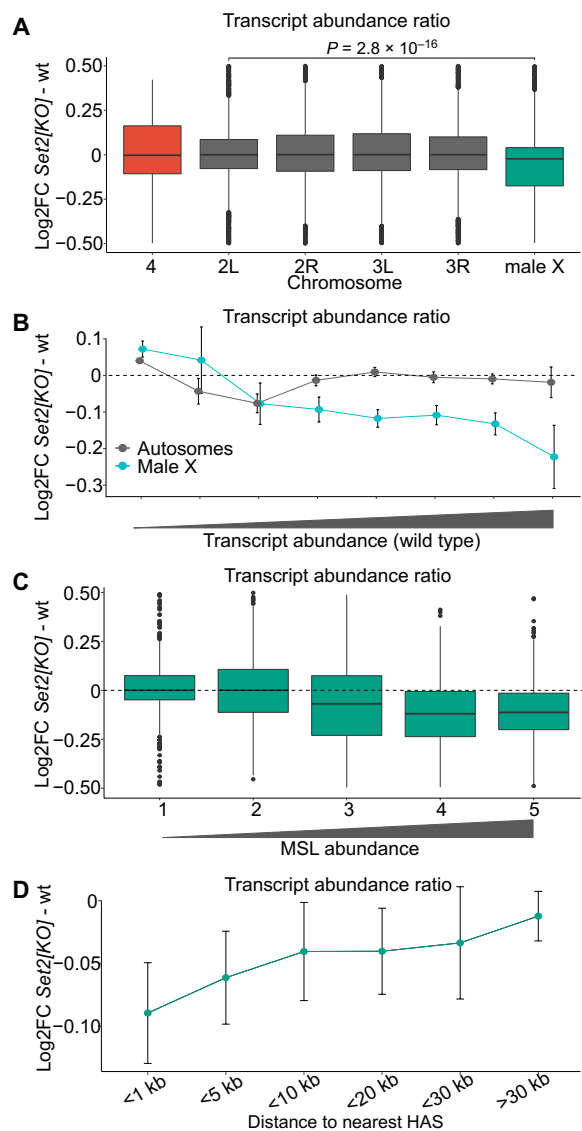 A
Transcript abundance ratio
P = 2.8 × 10⁻¹⁶
Log2FC Set2[KO] - wt
0.50
0.25
0
−0.25
−0.50
4 2L 2R 3L 3R male X
Chromosome
B
Transcript abundance ratio
Log2FC Set2[KO] - wt
0.1
0
−0.1
−0.2
−0.3
Autosomes
Male X
Transcript abundance (wild type)
C
Transcript abundance ratio
Log2FC Set2[KO] - wt
0.50
0.25
0
−0.25
−0.50
1 2 3 4 5
MSL abundance
D
Transcript abundance ratio
Log2FC Set2[KO] - wt
0
−0.05
−0.10
<1 kb <5 kb <10 kb <20 kb <30 kb >30 kb
Distance to nearest HAS